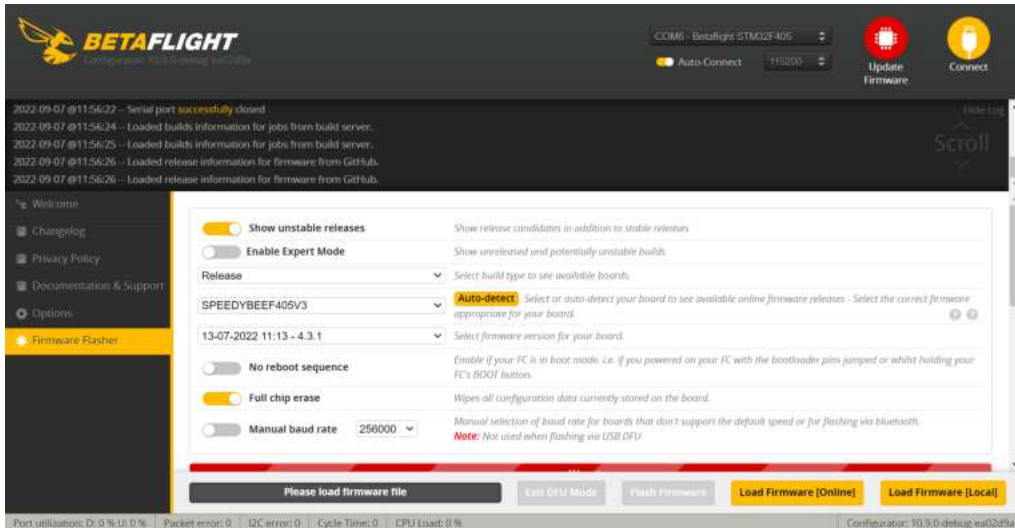 BETAFLIGHT
Configurator 10.9.0-debug-ea02d9a
COM6 - Betaflight STM32F405
Auto-Connect 115200
Update Firmware
Connect
2022-09-07 @11:56:22 -- Serial port successfully closed
2022-09-07 @11:56:24 -- Loaded builds information for jobs from build server.
2022-09-07 @11:56:25 -- Loaded builds information for jobs from build server.
2022-09-07 @11:56:26 -- Loaded release information for firmware from GitHub.
2022-09-07 @11:56:26 -- Loaded release information for firmware from GitHub.
Hide Log
Scroll
Welcome
Changelog
Privacy Policy
Documentation & Support
Options
Firmware Flasher
Show unstable releases Show release candidates in addition to stable releases
Enable Expert Mode Show unreleased and potentially unstable builds
Release Select build type to see available boards.
SPEEDYBEEF405V3 Auto-detect Select or auto-detect your board to see available online firmware releases - Select the correct firmware
appropriate for your board.
13-07-2022 11:13 - 4.3.1 Select firmware version for your board.
No reboot sequence Enable if your FC is in boot mode. i.e. if you powered on your FC with the bootloader pins jumped or whilst holding your
FC's BOOT button.
Full chip erase Wipes all configuration data currently stored on the board.
Manual baud rate 256000 Manual selection of baud rate for boards that don't support the default speed or for flashing via bluetooth.
Note: Not used when flashing via USB DFU
Please load firmware file Exit DFU Mode Flash Firmware Load Firmware [Online] Load Firmware [Local]
Port utilization: D: 0 % U: 0 % Packet error: 0 I2C error: 0 Cycle Time: 0 CPU Load: 0 % Configurator: 10.9.0-debug-ea02d9a